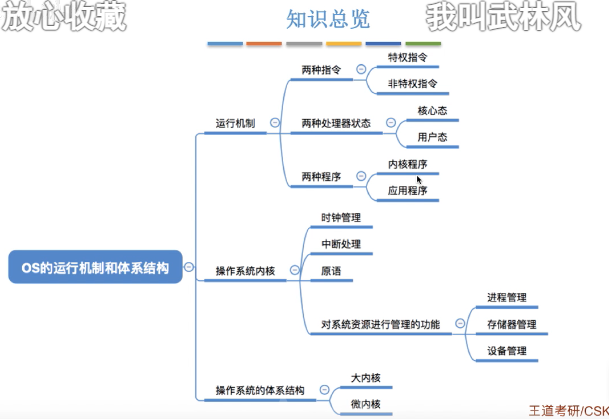 放心收藏
知识总览
我叫武林风
特权指令
两种指令
非特权指令
核心态
运行机制
两种处理器状态
用户态
内核程序
两种程序
应用程序
时钟管理
中断处理
OS的运行机制和体系结构
操作系统内核
原语
进程管理
对系统资源进行管理的功能
存储器管理
设备管理
大内核
操作系统的体系结构
微内核
王道考研/CSK